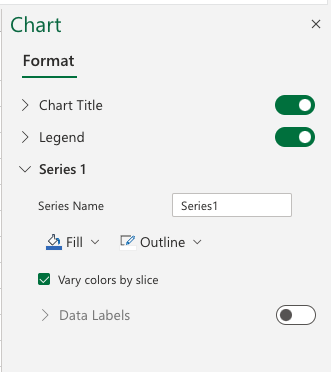 Chart
Format
Chart Title
Legend
Series 1
Series Name Series1
Fill Outline
Vary colors by slice
Data Labels